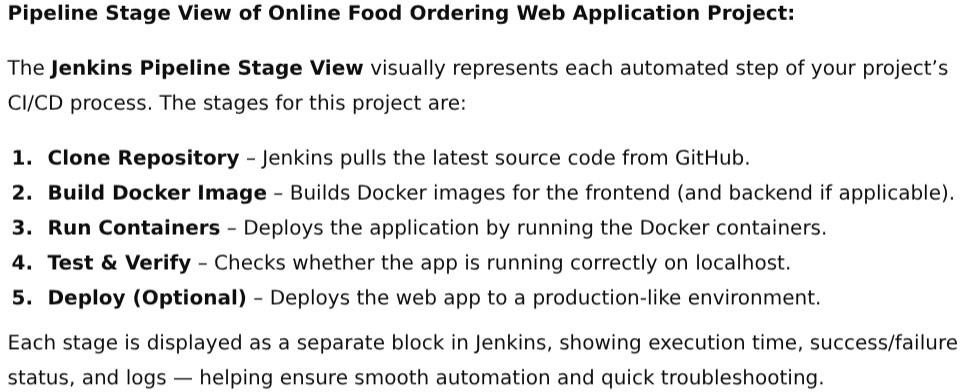 Pipeline Stage View of Online Food Ordering Web Application Project:
The Jenkins Pipeline Stage View visually represents each automated step of your project’s
CI/CD process. The stages for this project are:
1. Clone Repository – Jenkins pulls the latest source code from GitHub.
2. Build Docker Image – Builds Docker images for the frontend (and backend if applicable).
3. Run Containers – Deploys the application by running the Docker containers.
4. Test & Verify – Checks whether the app is running correctly on localhost.
5. Deploy (Optional) – Deploys the web app to a production-like environment.
Each stage is displayed as a separate block in Jenkins, showing execution time, success/failure
status, and logs — helping ensure smooth automation and quick troubleshooting.